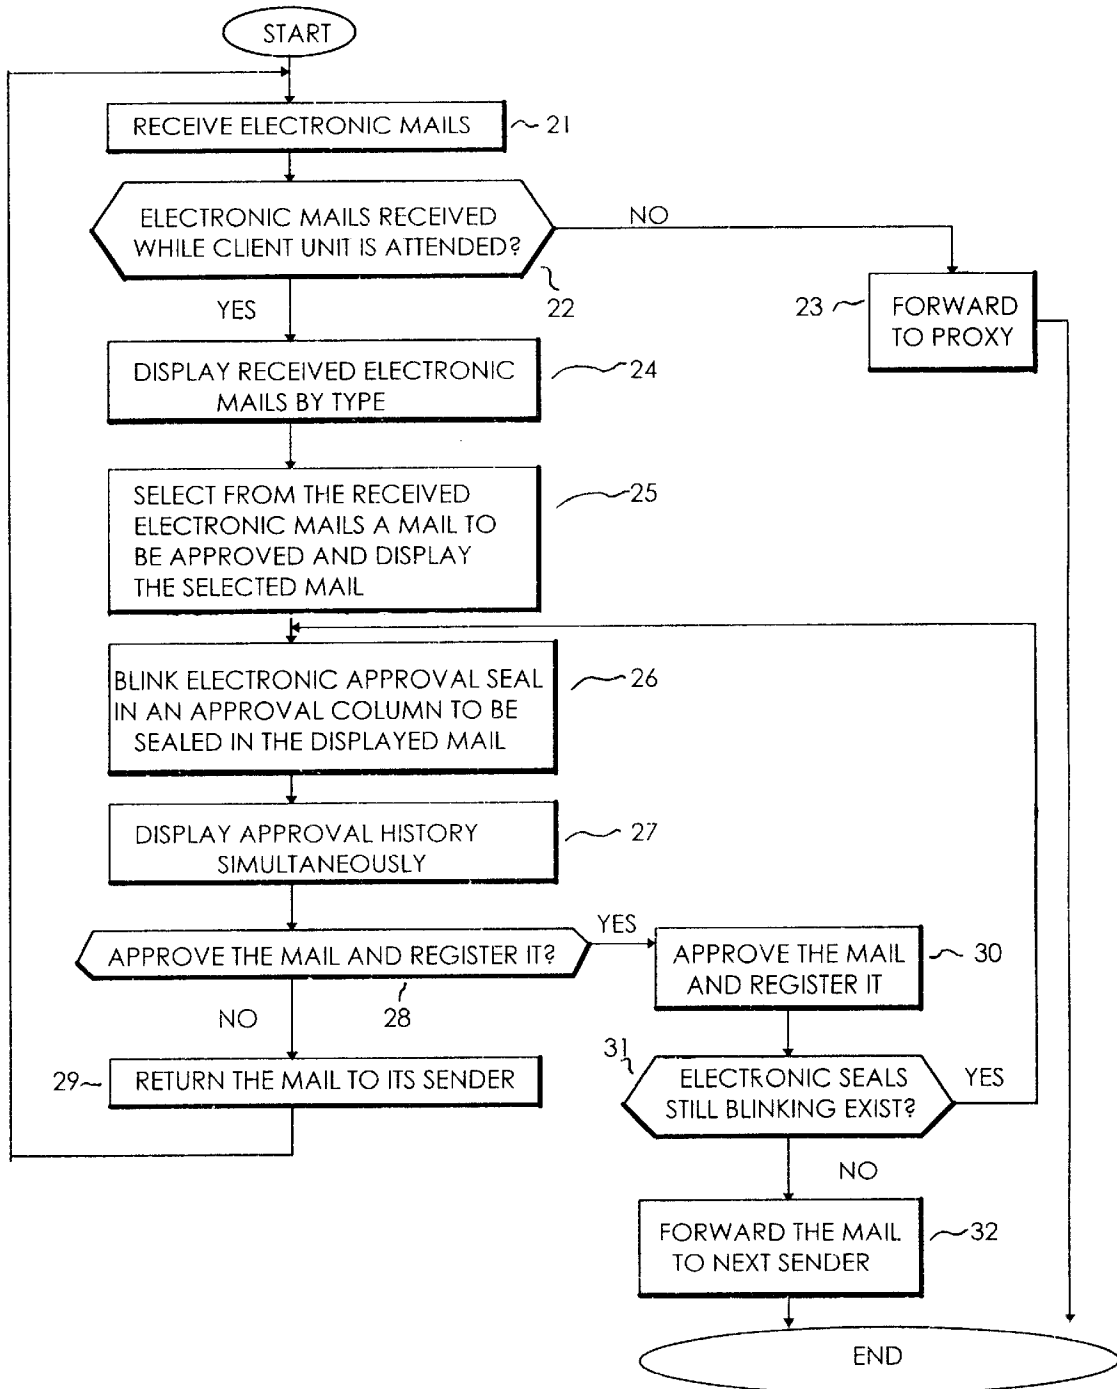 START
RECEIVE ELECTRONIC MAILS
21
ELECTRONIC MAILS RECEIVED
WHILE CLIENT UNIT IS ATTENDED?
22
NO
YES
23
FORWARD
TO PROXY
DISPLAY RECEIVED ELECTRONIC
MAILS BY TYPE
24
SELECT FROM THE RECEIVED
ELECTRONIC MAILS A MAIL TO
BE APPROVED AND DISPLAY
THE SELECTED MAIL
25
BLINK ELECTRONIC APPROVAL SEAL
IN AN APPROVAL COLUMN TO BE
SEALED IN THE DISPLAYED MAIL
26
DISPLAY APPROVAL HISTORY
SIMULTANEOUSLY
27
APPROVE THE MAIL AND REGISTER IT?
28
YES
NO
APPROVE THE MAIL
AND REGISTER IT
30
29
RETURN THE MAIL TO ITS SENDER
31
ELECTRONIC SEALS
STILL BLINKING EXIST?
YES
NO
FORWARD THE MAIL
TO NEXT SENDER
32
END